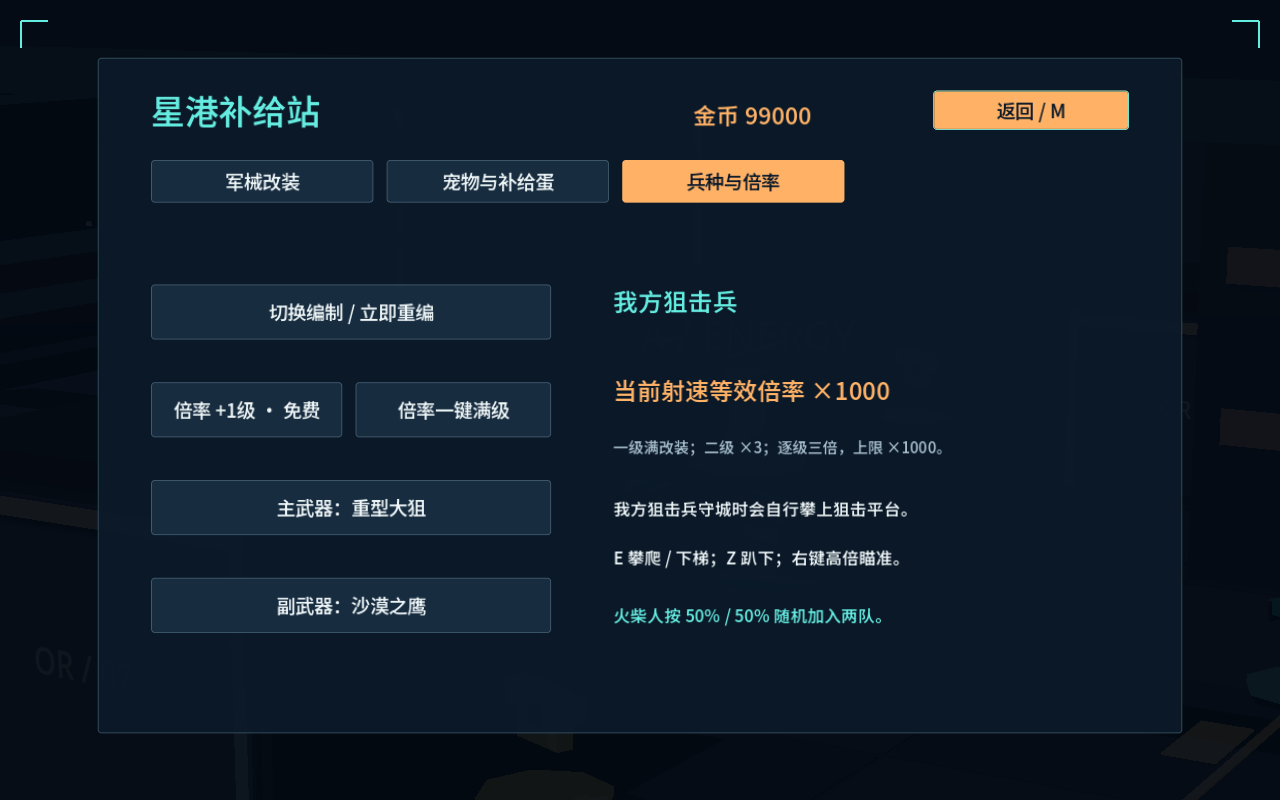 星港补给站
金币 99000
返回 / M
军械改装
宠物与补给蛋
兵种与倍率
切换编制 / 立即重编
我方狙击兵
倍率 +1级 · 免费
倍率一键满级
当前射速等效倍率 ×1000
一级满改装；二级 ×3；逐级三倍，上限 ×1000。
主武器：重型大狙
我方狙击兵守城时会自行攀上狙击平台。
E 攀爬 / 下梯；Z 趴下；右键高倍瞄准。
副武器：沙漠之鹰
火柴人按 50% / 50% 随机加入两队。
OR /